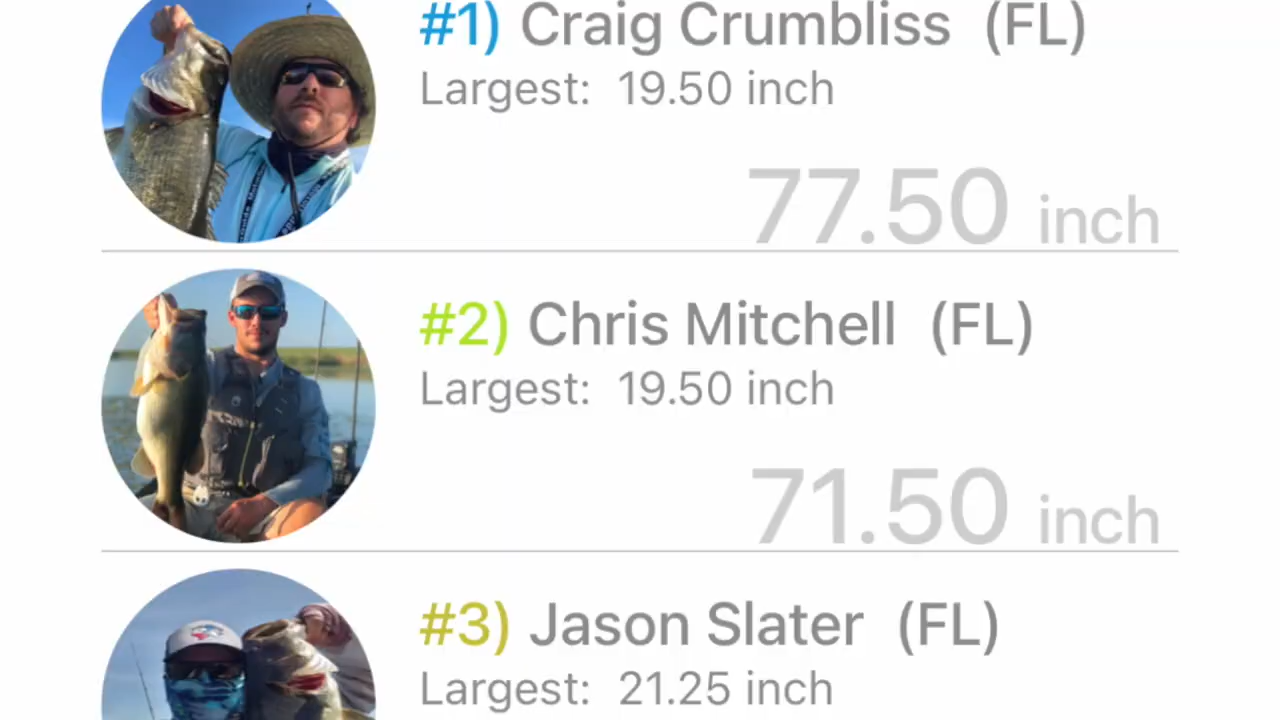 #1) Craig Crumbliss (FL)
Largest: 19.50 inch
77.50 inch
#2) Chris Mitchell (FL)
Largest: 19.50 inch
71.50 inch
#3) Jason Slater (FL)
Largest: 21.25 inch